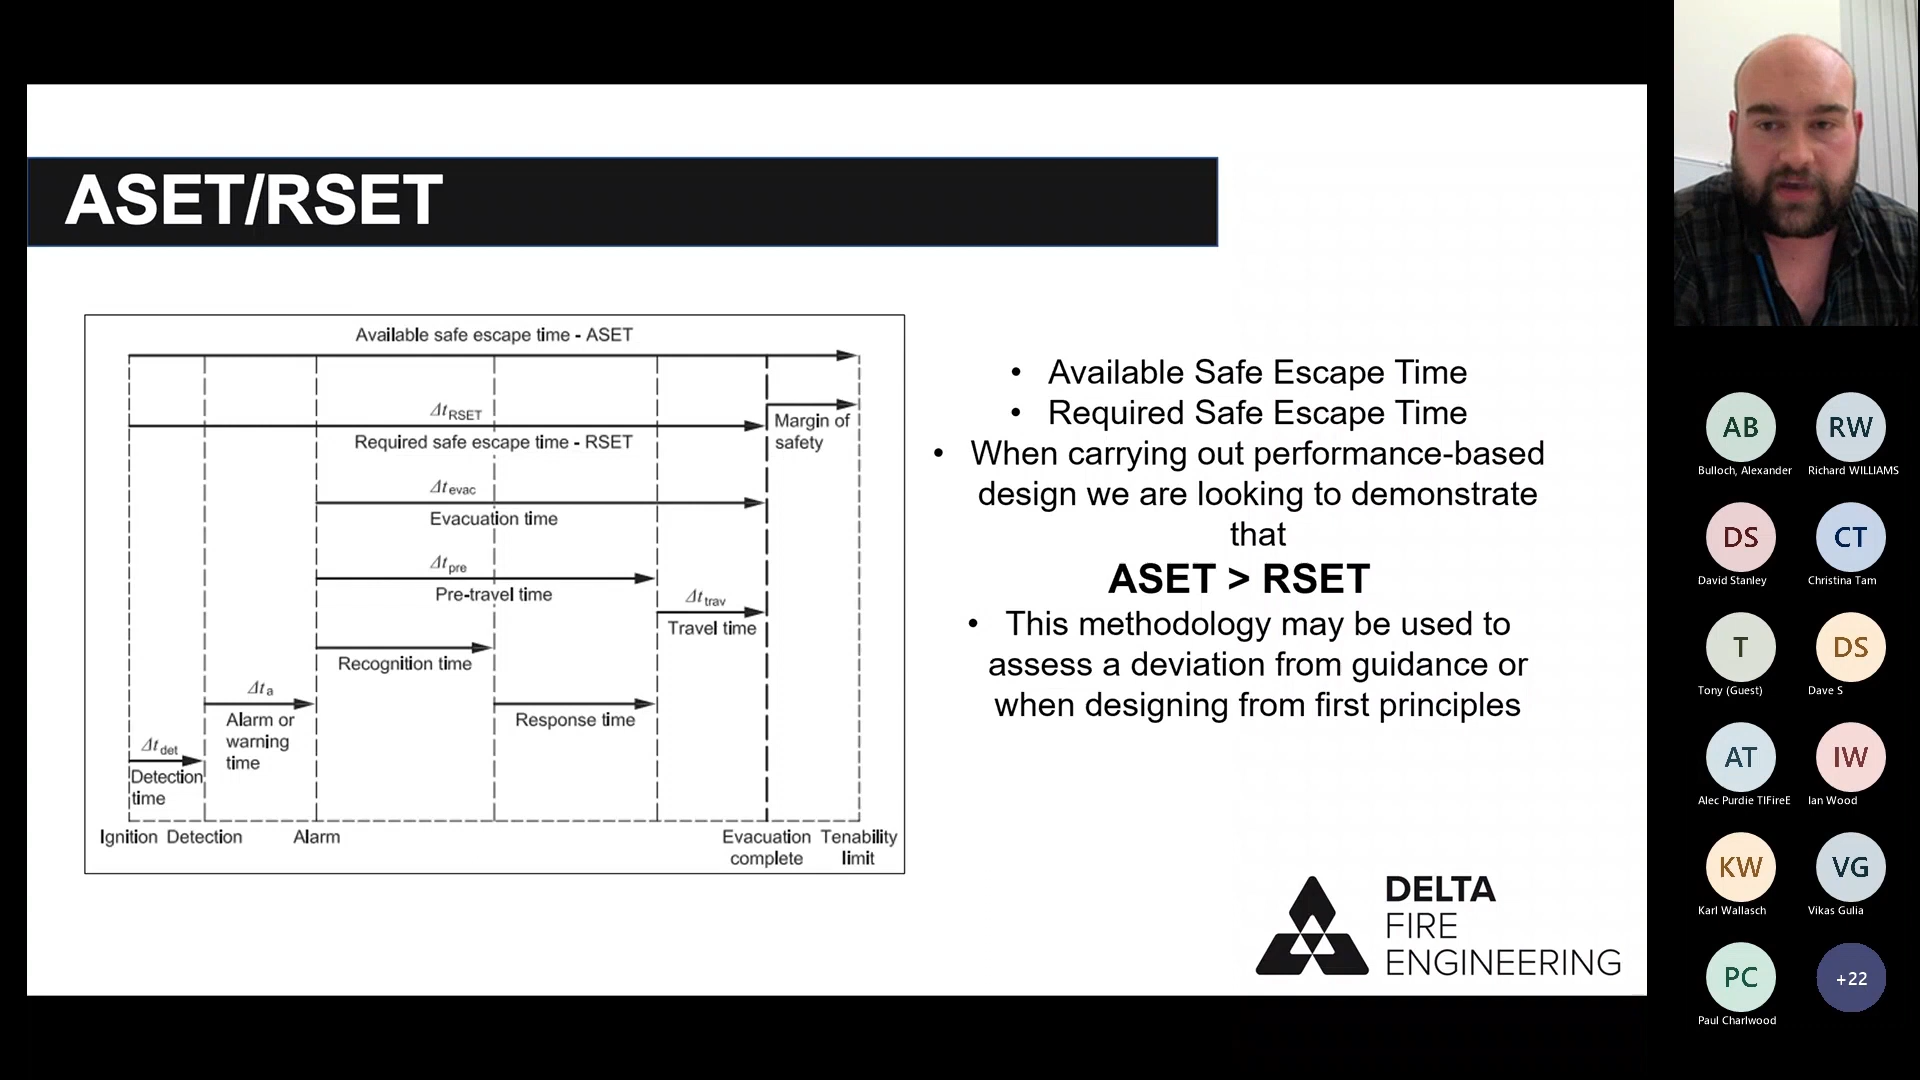 ASET/RSET
Available safe escape time - ASET
Δt RSET
Required safe escape time - RSET
Margin of
safety
Δt evac
Evacuation time
Δt pre
Pre-travel time
Δt trav
Travel time
Recognition time
Δt a
Alarm or
warning
time
Response time
Δt det
Detection
time
Ignition Detection Alarm Evacuation complete Tenability limit
• Available Safe Escape Time
• Required Safe Escape Time
• When carrying out performance-based
design we are looking to demonstrate
that
ASET > RSET
• This methodology may be used to
assess a deviation from guidance or
when designing from first principles
DELTA
FIRE
ENGINEERING
AB RW
Bulloch, Alexander Richard WILLIAMS
DS CT
David Stanley Christina Tam
T DS
Tony (Guest) Dave S
AT IW
Alec Purdie TIFireE Ian Wood
KW VG
Karl Wallasch Vikas Gulia
PC +22
Paul Charlwood